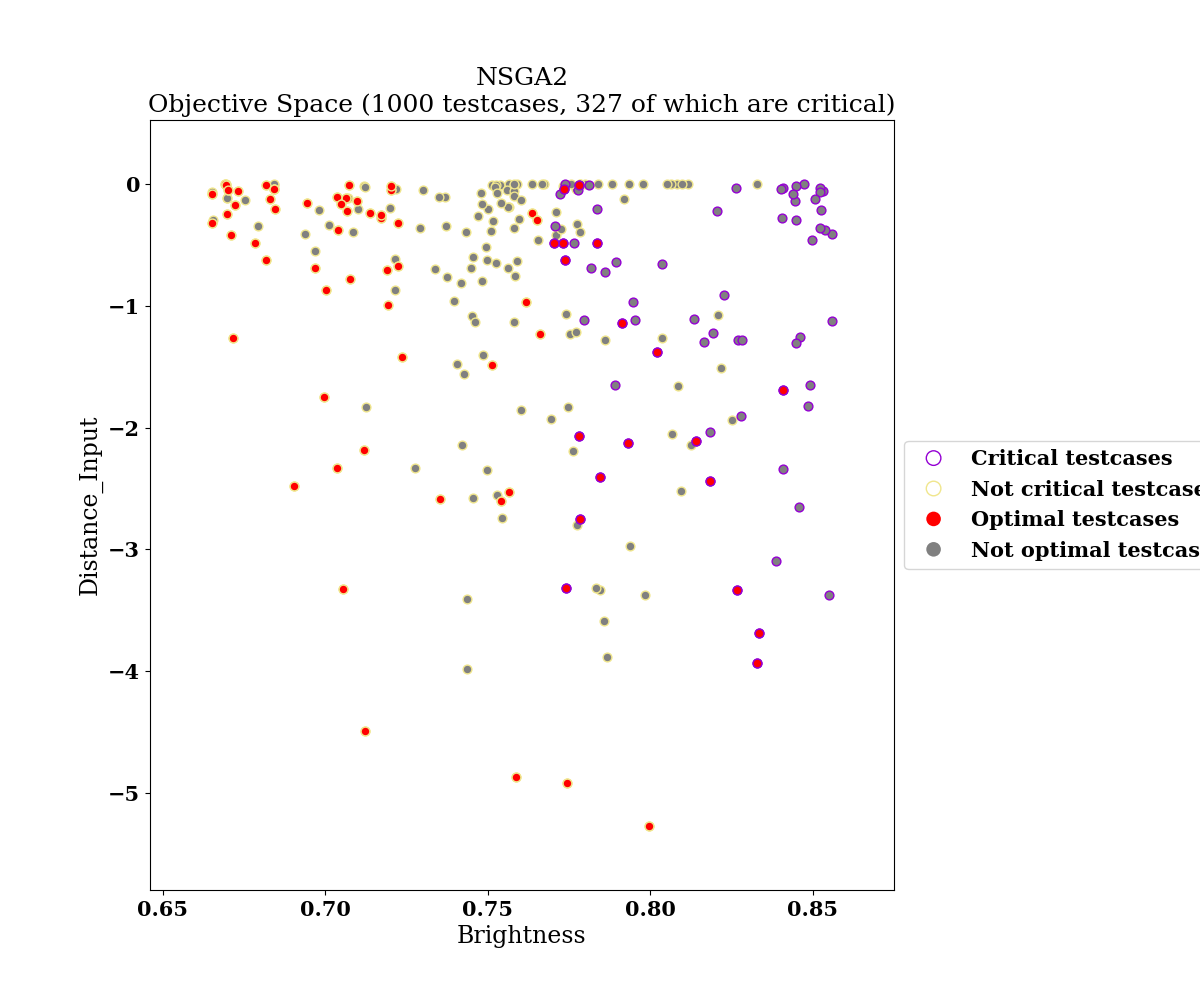 NSGA2
Objective Space (1000 testcases, 327 of which are critical)
0
−1
−2
−3
−4
−5
Distance_Input
0.65 0.70 0.75 0.80 0.85
Brightness
Critical testcases
Not critical testcase
Optimal testcases
Not optimal testcas